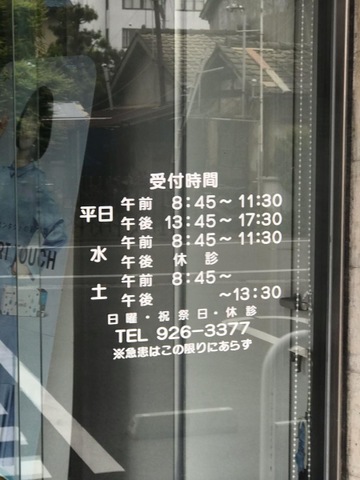 受付時間
平日 午前 8:45〜11:30
午後 13:45〜17:30
水 午前 8:45〜11:30
午後 休診
土 午前 8:45〜
午後 〜13:30
日曜・祝祭日・休診
TEL 926-3377
※急患はこの限りにあらず